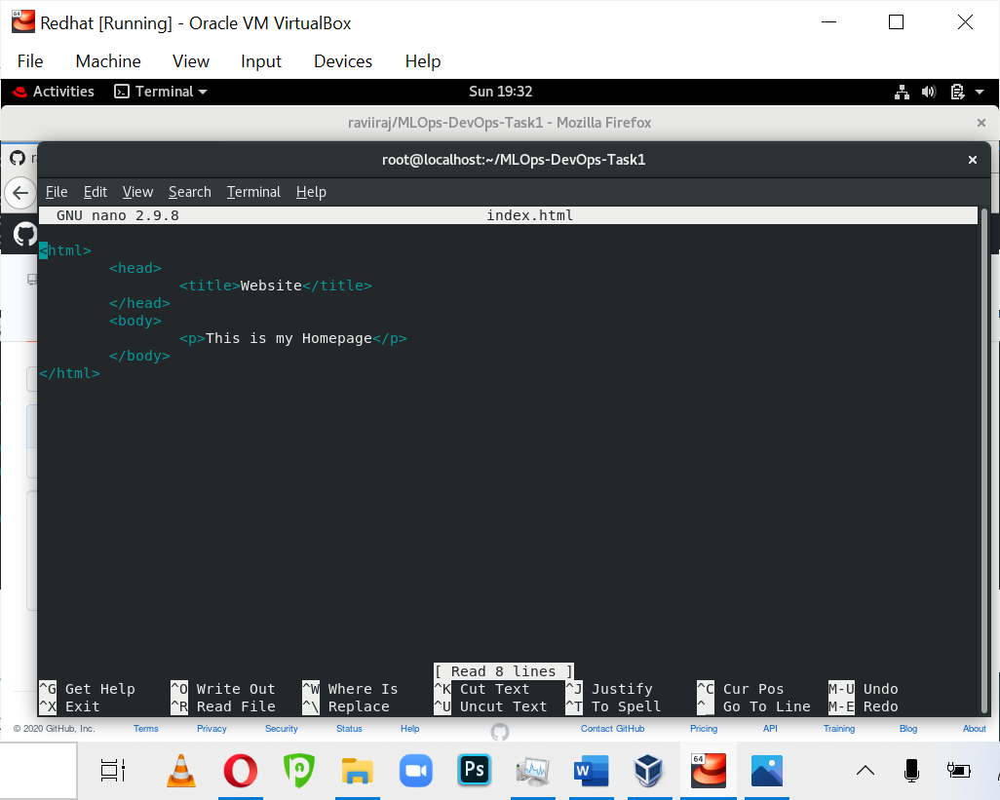 Redhat [Running] - Oracle VM VirtualBox
File Machine View Input Devices Help
Activities Terminal Sun 19:32
raviiraj/MLOps-DevOps-Task1 - Mozilla Firefox
root@localhost:~/MLOps-DevOps-Task1
File Edit View Search Terminal Help
GNU nano 2.9.8 index.html
<html>
<head>
<title>Website</title>
</head>
<body>
<p>This is my Homepage</p>
</body>
</html>
[ Read 8 lines ]
^G Get Help ^O Write Out ^W Where Is ^K Cut Text ^J Justify ^C Cur Pos M-U Undo
^X Exit ^R Read File ^\ Replace ^U Uncut Text ^T To Spell ^_ Go To Line M-E Redo
© 2020 GitHub, Inc. Terms Privacy Security Status Help Contact GitHub Pricing API Training Blog About
Ps W 64